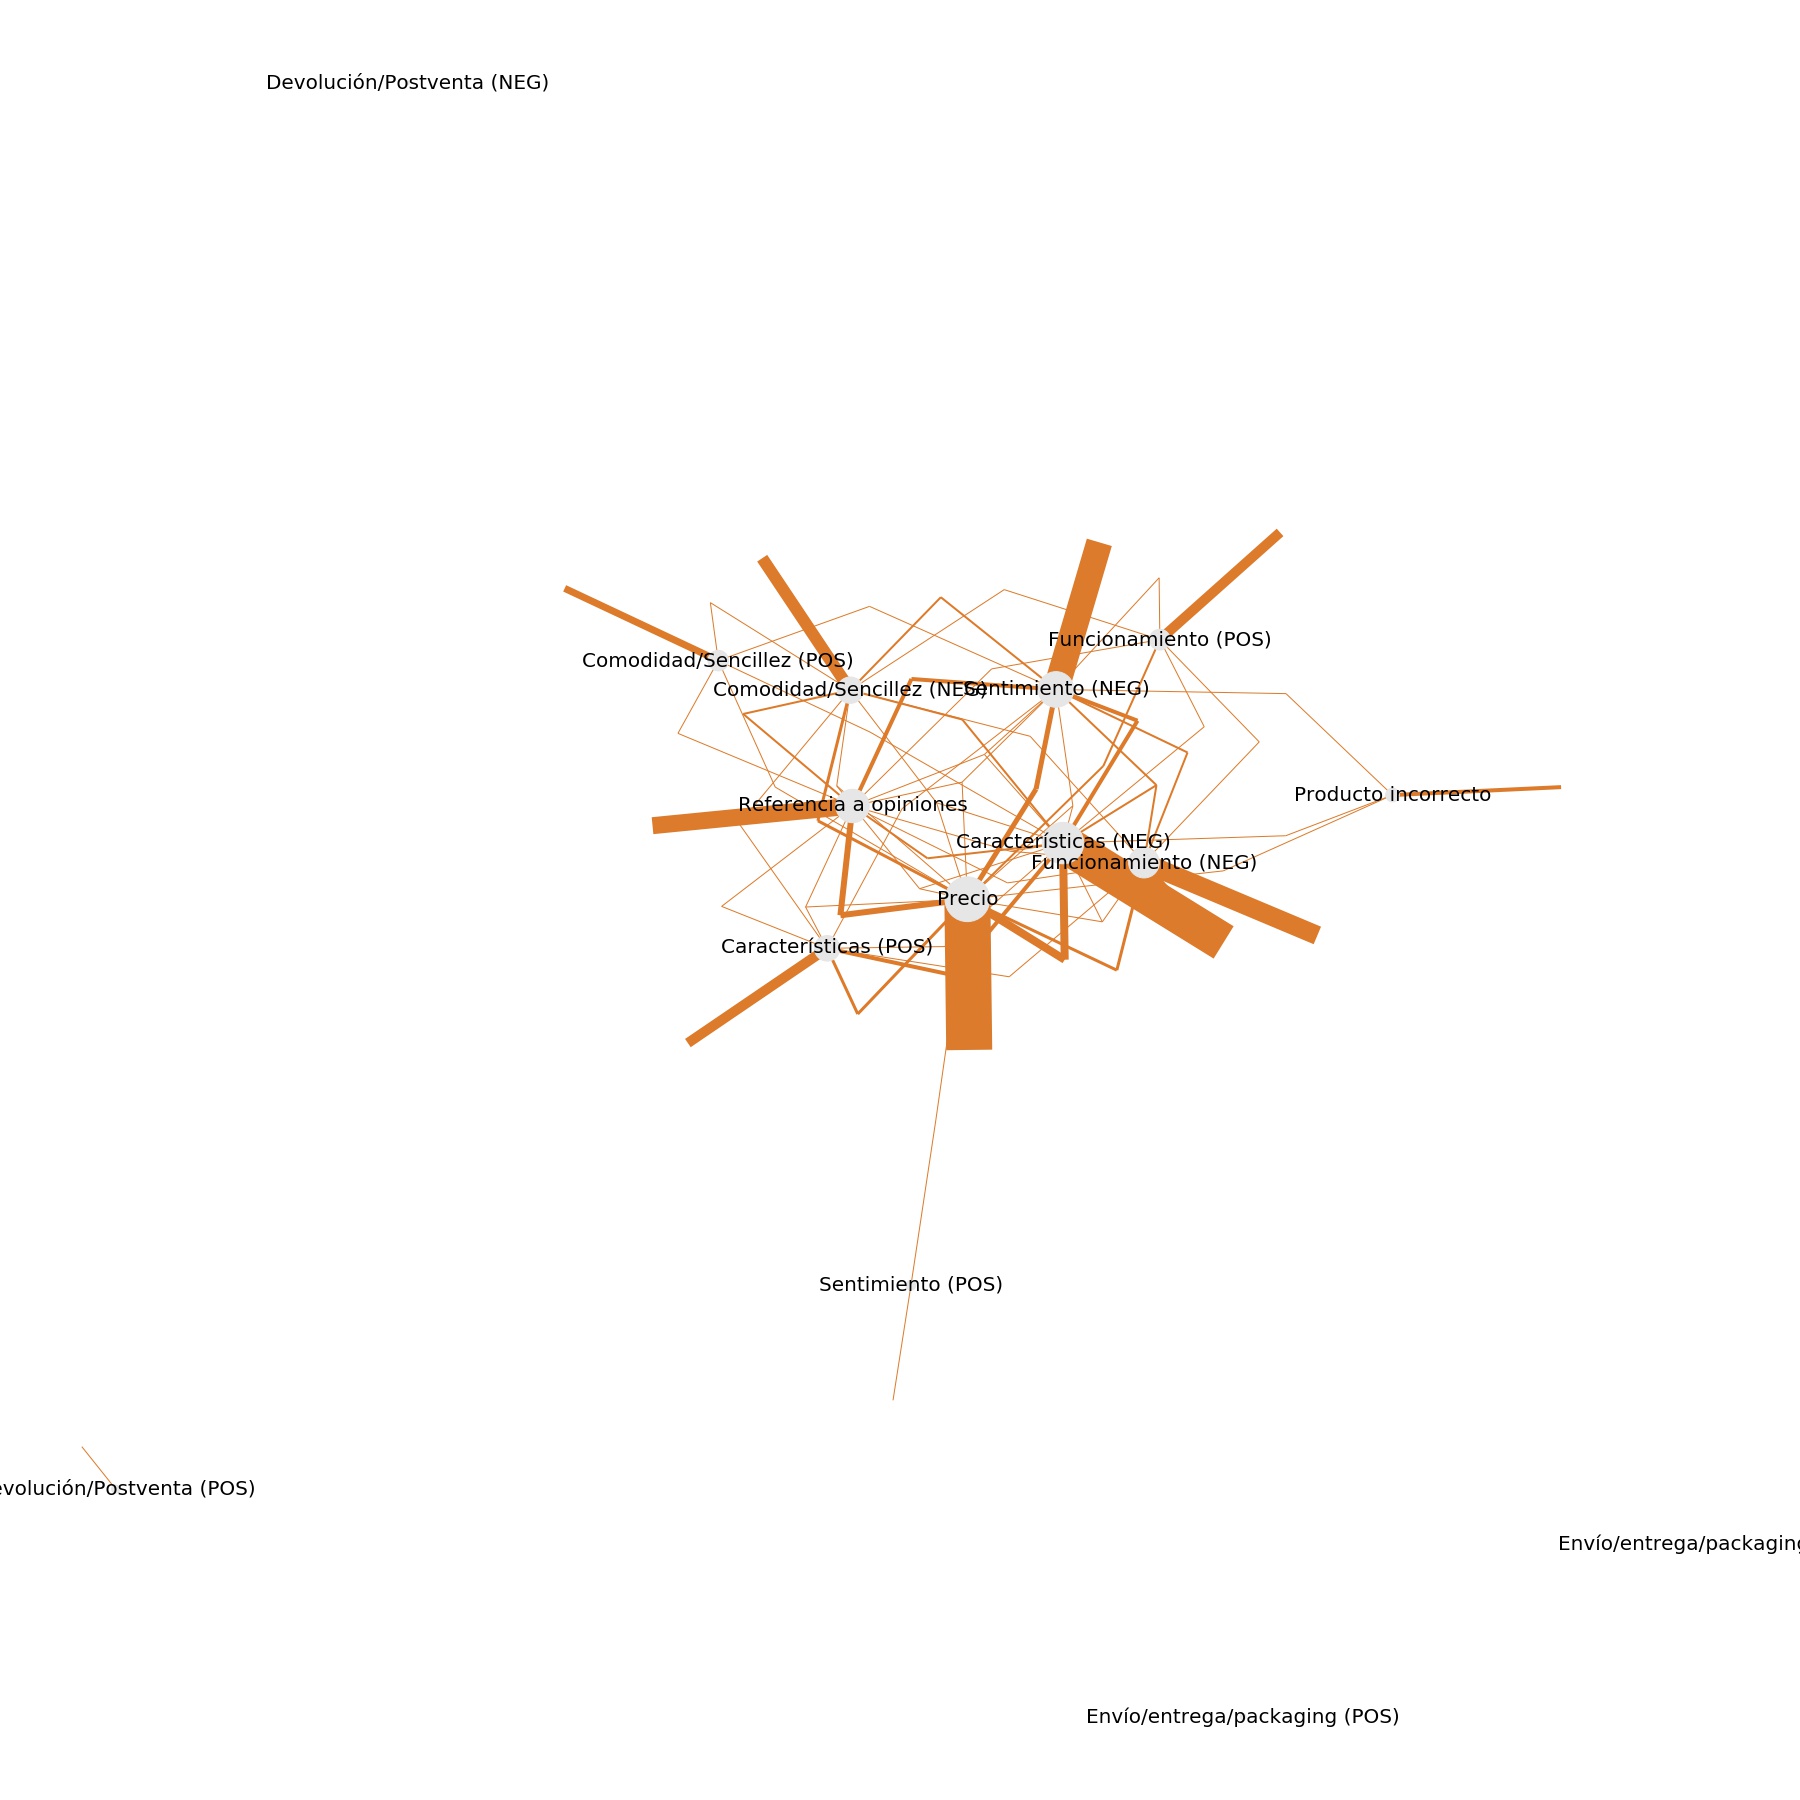 Devolución/Postventa (NEG)
Funcionamiento (POS)
Comodidad/Sencillez (POS)
Comodidad/Sencillez (NEG)
Sentimiento (NEG)
Producto incorrecto
Referencia a opiniones
Características (NEG)
Funcionamiento (NEG)
Precio
Características (POS)
Sentimiento (POS)
evolución/Postventa (POS)
Envío/entrega/packaging
Envío/entrega/packaging (POS)